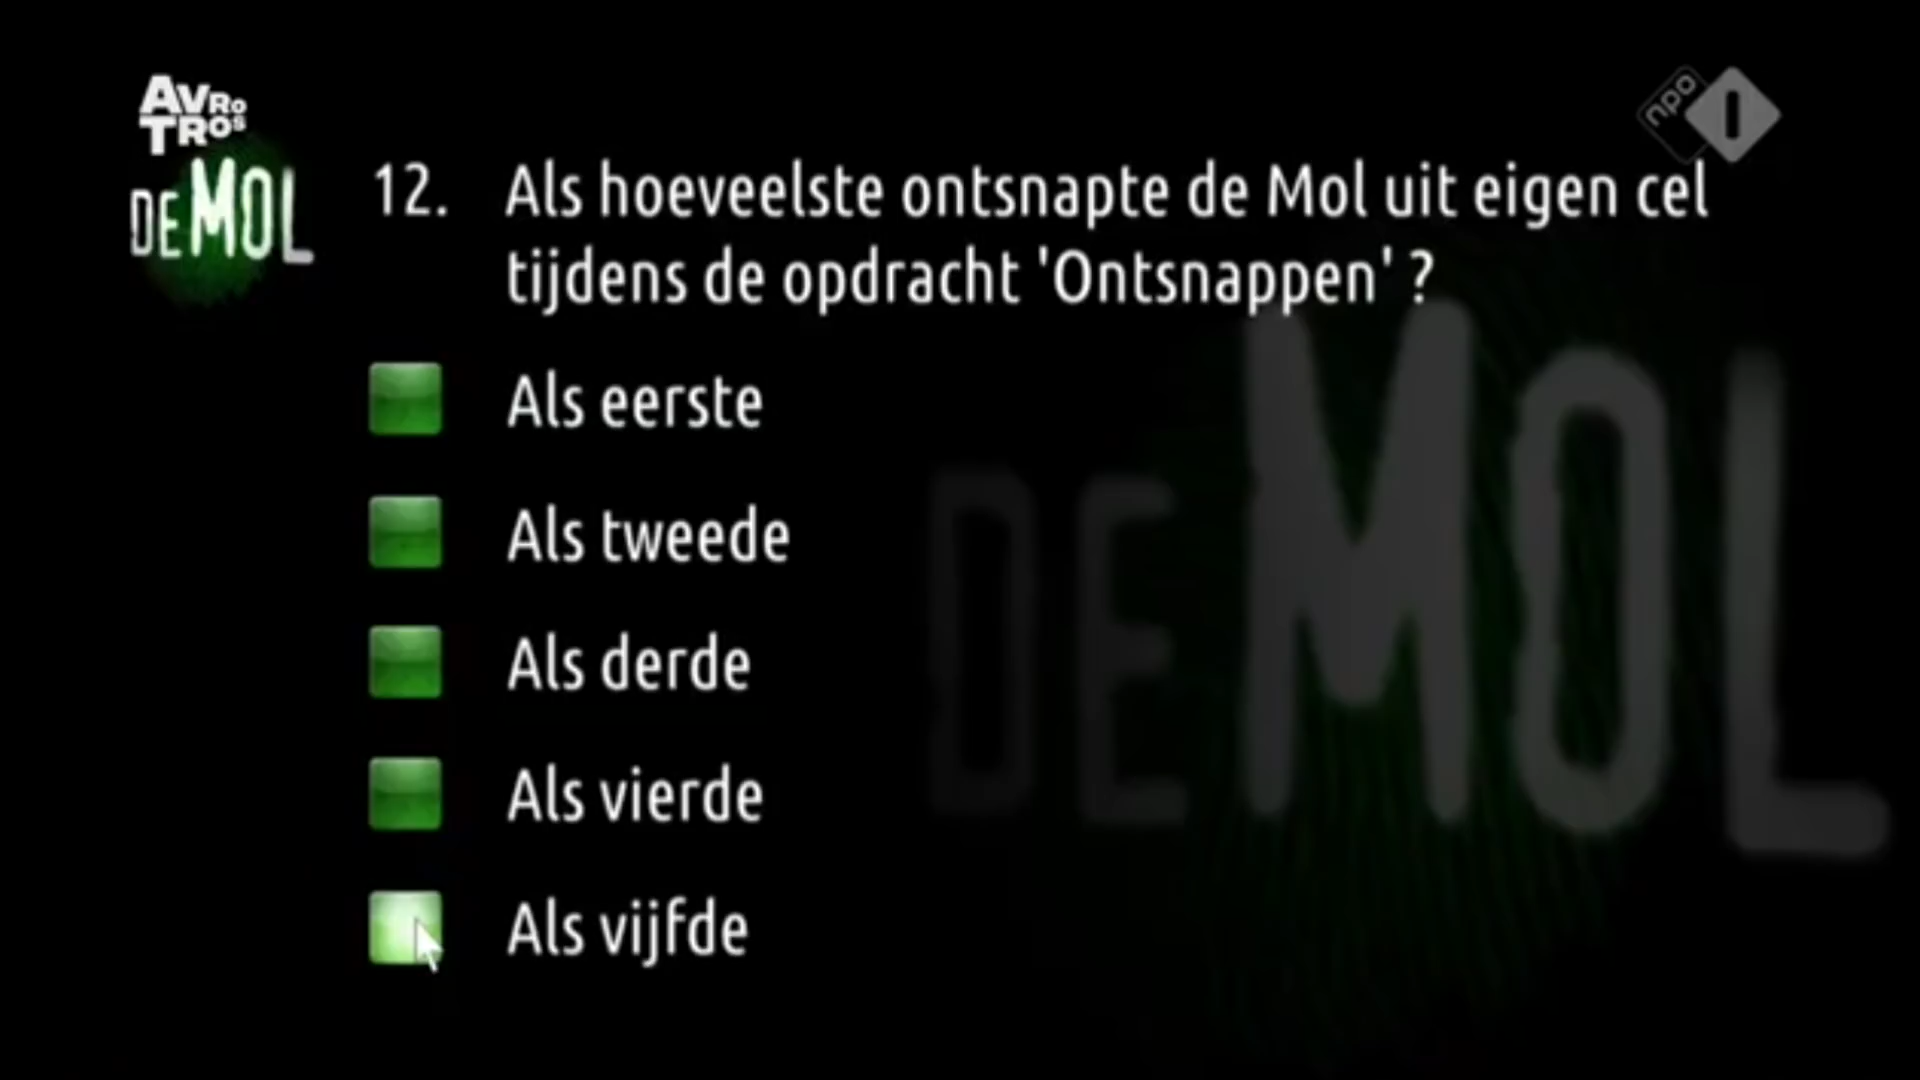 AVRO
TROS
npo 1
DE MOL
12. Als hoeveelste ontsnapte de Mol uit eigen cel
tijdens de opdracht 'Ontsnappen' ?
Als eerste
Als tweede
Als derde
Als vierde
Als vijfde
DE MOL